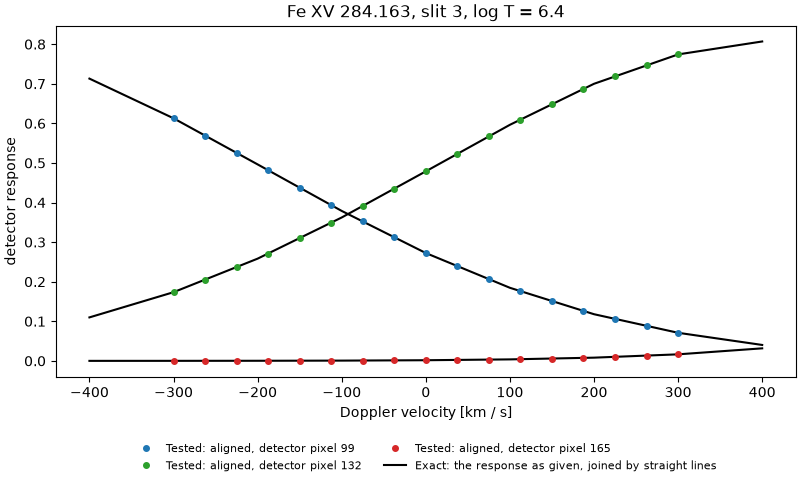 Fe XV 284.163, slit 3, log T = 6.4
detector response
0.8
0.7
0.6
0.5
0.4
0.3
0.2
0.1
0.0
−400 −300 −200 −100 0 100 200 300 400
Doppler velocity [km / s]
Tested: aligned, detector pixel 99
Tested: aligned, detector pixel 132
Tested: aligned, detector pixel 165
Exact: the response as given, joined by straight lines